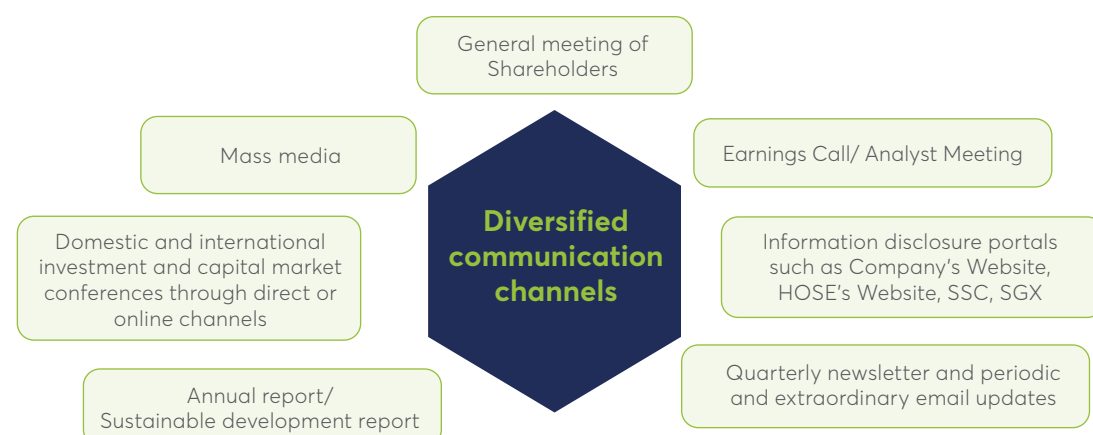 General meeting of
Shareholders
Mass media
Earnings Call/ Analyst Meeting
Diversified
communication
channels
Domestic and international
investment and capital market
conferences through direct or
online channels
Information disclosure portals
such as Company's Website,
HOSE's Website, SSC, SGX
Annual report/
Sustainable development report
Quarterly newsletter and periodic
and extraordinary email updates